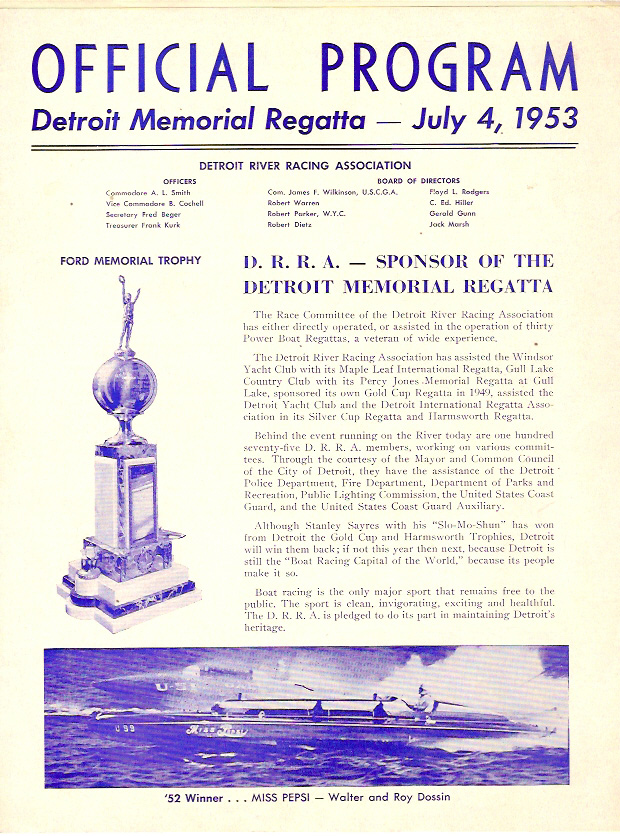 OFFICIAL PROGRAM
Detroit Memorial Regatta — July 4, 1953
DETROIT RIVER RACING ASSOCIATION
OFFICERS
Commodore A. L. Smith
Vice Commodore B. Cochell
Secretary Fred Beger
Treasurer Frank Kurk
BOARD OF DIRECTORS
Com. James F. Wilkinson, U.S.C.G.A.
Robert Warren
Robert Parker, W.Y.C.
Robert Dietz
Floyd L. Rodgers
C. Ed. Hiller
Gerald Gunn
Jack Marsh
FORD MEMORIAL TROPHY
D. R. R. A. — SPONSOR OF THE
DETROIT MEMORIAL REGATTA
The Race Committee of the Detroit River Racing Association
has either directly operated, or assisted in the operation of thirty
Power Boat Regattas, a veteran of wide experience.
The Detroit River Racing Association has assisted the Windsor
Yacht Club with its Maple Leaf International Regatta, Gull Lake
Country Club with its Percy Jones Memorial Regatta at Gull
Lake, sponsored its own Gold Cup Regatta in 1949, assisted the
Detroit Yacht Club and the Detroit International Regatta Asso-
ciation in its Silver Cup Regatta and Harmsworth Regatta.
Behind the event running on the River today are one hundred
seventy-five D. R. R. A. members, working on various commit-
tees. Through the courtesy of the Mayor and Common Council
of the City of Detroit, they have the assistance of the Detroit
Police Department, Fire Department, Department of Parks and
Recreation, Public Lighting Commission, the United States Coast
Guard, and the United States Coast Guard Auxiliary.
Although Stanley Sayres with his "Slo-Mo-Shun" has won
from Detroit the Gold Cup and Harmsworth Trophies, Detroit
will win them back; if not this year then next, because Detroit is
still the "Boat Racing Capital of the World," because its people
make it so.
Boat racing is the only major sport that remains free to the
public. The sport is clean, invigorating, exciting and healthful.
The D. R. R. A. is pledged to do its part in maintaining Detroit's
heritage.
U 99
Miss Pepsi
'52 Winner . . . MISS PEPSI — Walter and Roy Dossin